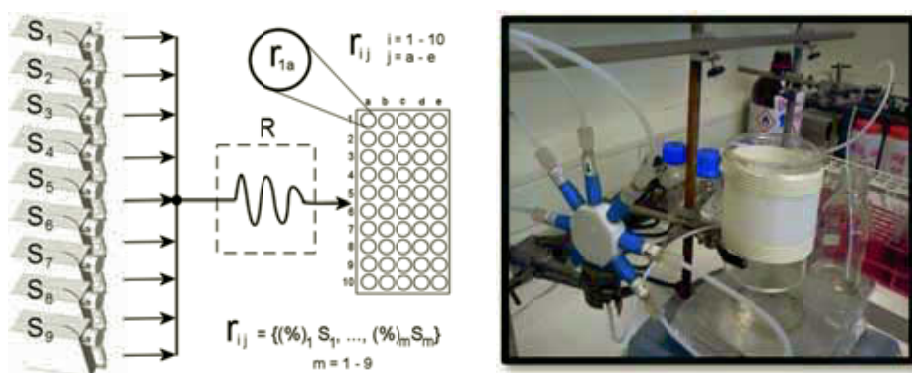 S1
S2
S3
S4
S5
S6
S7
S8
S9
R
r1a
rij i = 1 - 10
j = a - e
a b c d e
1
2
3
4
5
6
7
8
9
10
rij = {(%)1 S1, ..., (%)mSm}
m = 1 - 9